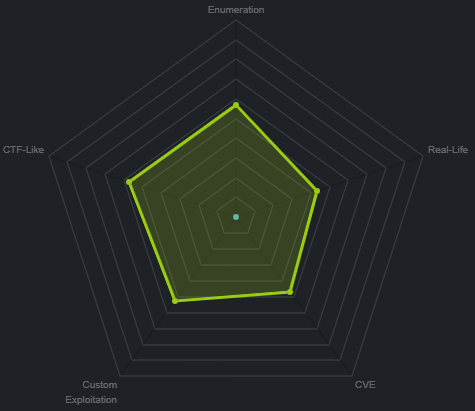 Enumeration
CTF-Like
Real-Life
Custom
Exploitation
CVE